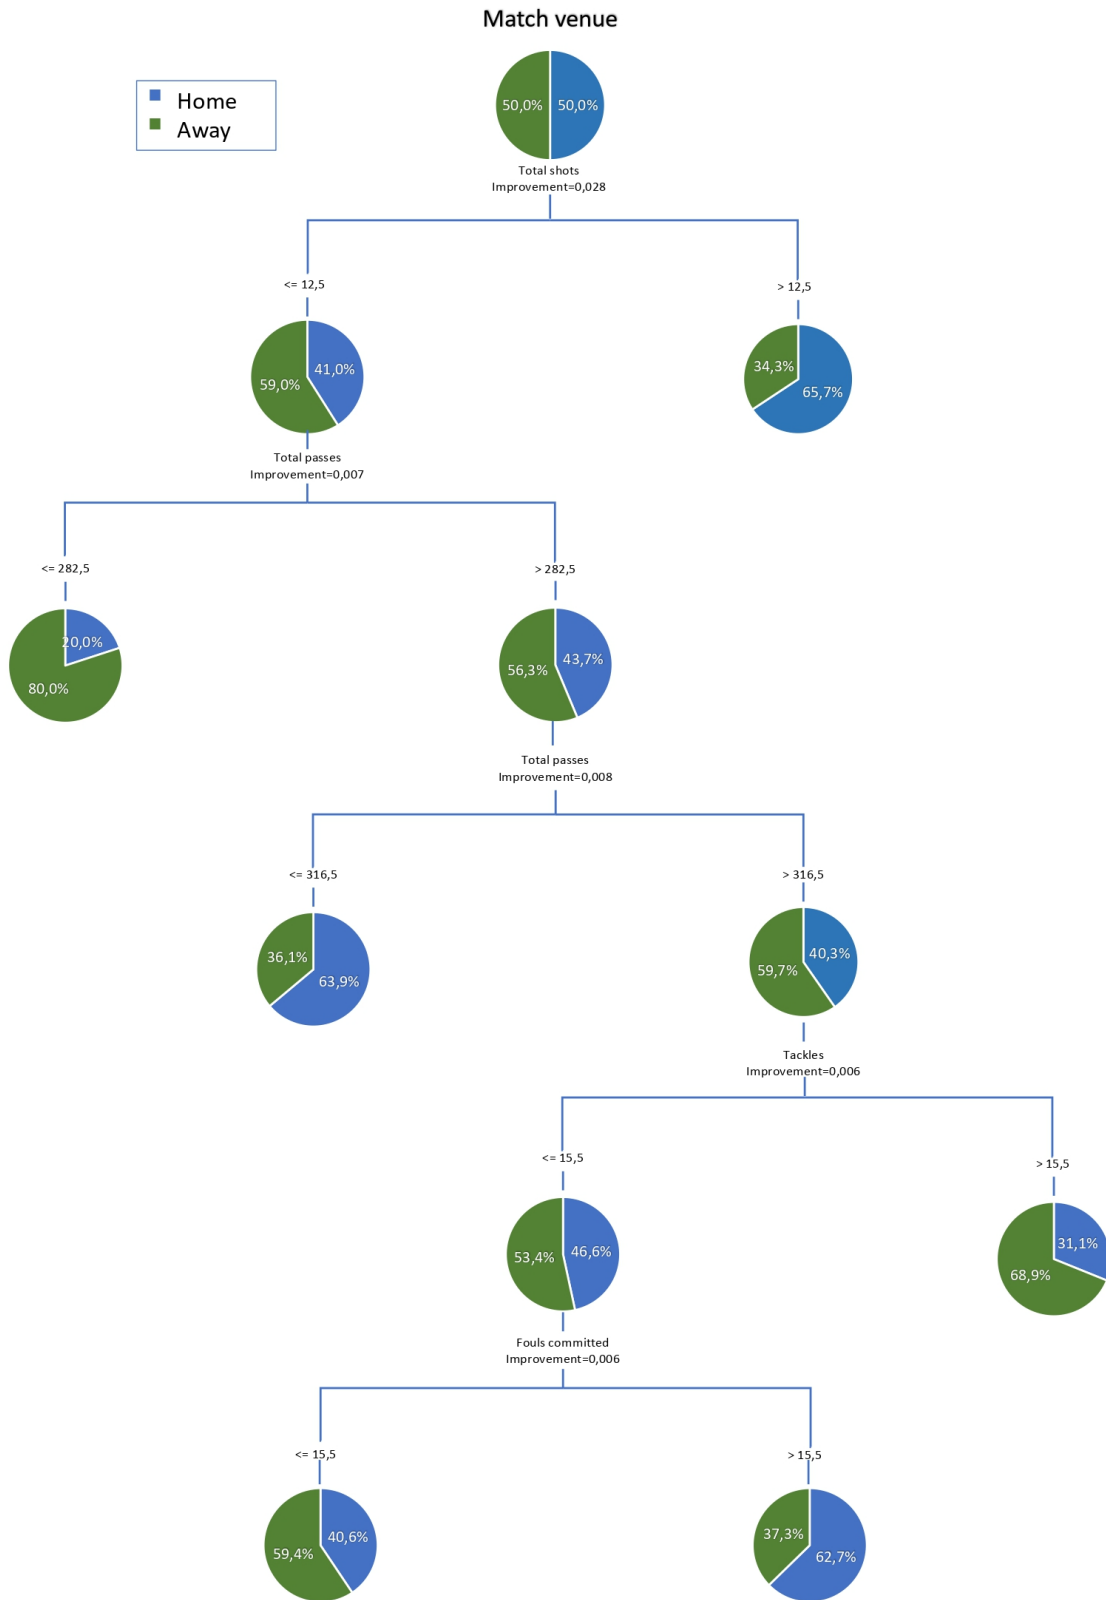 Match venue
Home
Away
50,0% 50,0%
Total shots
Improvement=0,028
<= 12,5
> 12,5
59,0% 41,0%
34,3% 65,7%
Total passes
Improvement=0,007
<= 282,5
> 282,5
20,0%
80,0%
56,3% 43,7%
Total passes
Improvement=0,008
<= 316,5
> 316,5
36,1% 63,9%
59,7% 40,3%
Tackles
Improvement=0,006
<= 15,5
> 15,5
53,4% 46,6%
68,9% 31,1%
Fouls committed
Improvement=0,006
<= 15,5
> 15,5
59,4% 40,6%
37,3% 62,7%